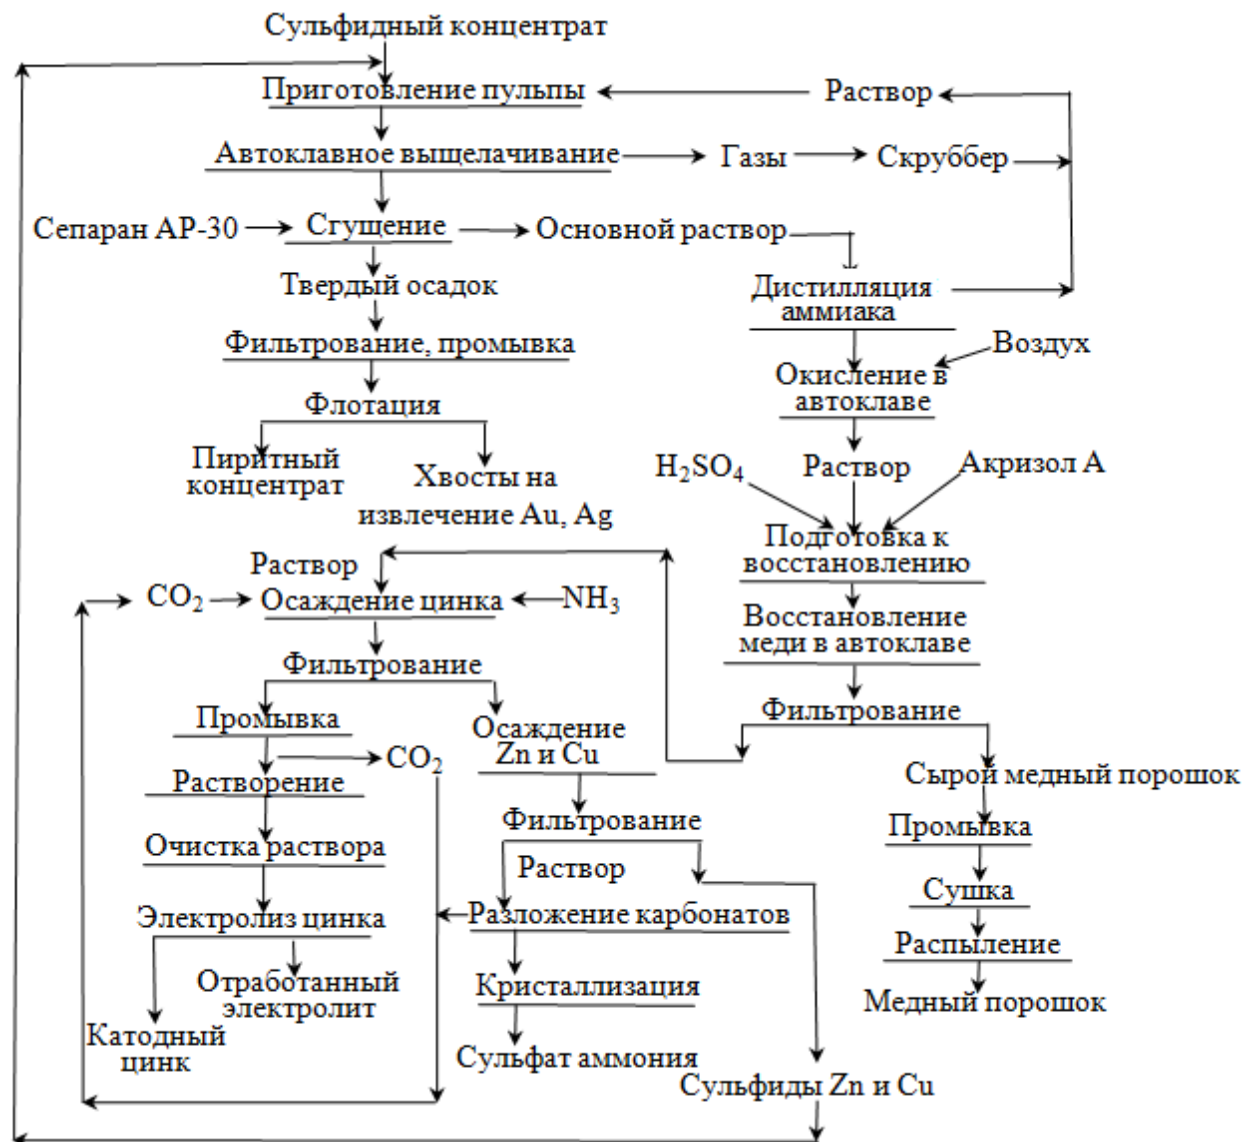 Сульфидный концентрат
Приготовление пульпы
Раствор
Автоклавное выщелачивание
Газы
Скруббер
Сепаран АР-30
Сгущение
Основной раствор
Твердый осадок
Дистилляция
аммиака
Фильтрование, промывка
Воздух
Окисление в
автоклаве
Флотация
Пиритный
концентрат
Хвосты на
извлечение Au, Ag
H₂SO₄
Раствор
Акризол А
Подготовка к
восстановлению
Раствор
CO₂
Осаждение цинка
NH₃
Восстановление
меди в автоклаве
Фильтрование
Фильтрование
Промывка
Осаждение
Zn и Cu
CO₂
Растворение
Сырой медный порошок
Фильтрование
Промывка
Очистка раствора
Раствор
Сушка
Электролиз цинка
Разложение карбонатов
Распыление
Отработанный
электролит
Кристаллизация
Медный порошок
Катодный
цинк
Сульфат аммония
Сульфиды Zn и Cu